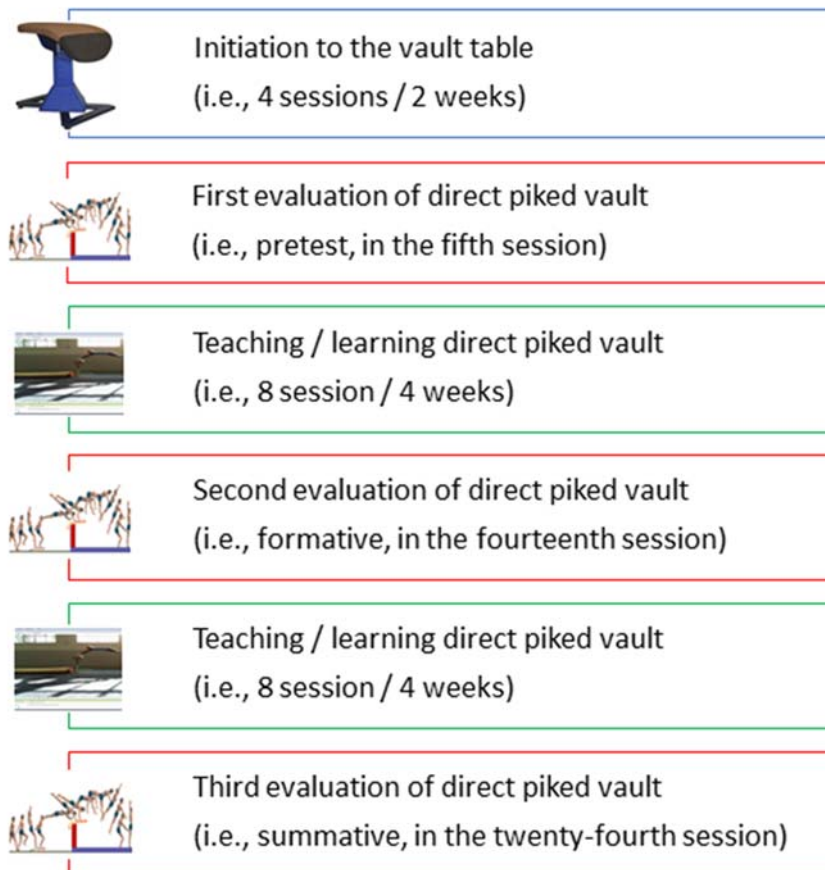 Initiation to the vault table
(i.e., 4 sessions / 2 weeks)
First evaluation of direct piked vault
(i.e., pretest, in the fifth session)
Teaching / learning direct piked vault
(i.e., 8 session / 4 weeks)
Second evaluation of direct piked vault
(i.e., formative, in the fourteenth session)
Teaching / learning direct piked vault
(i.e., 8 session / 4 weeks)
Third evaluation of direct piked vault
(i.e., summative, in the twenty-fourth session)